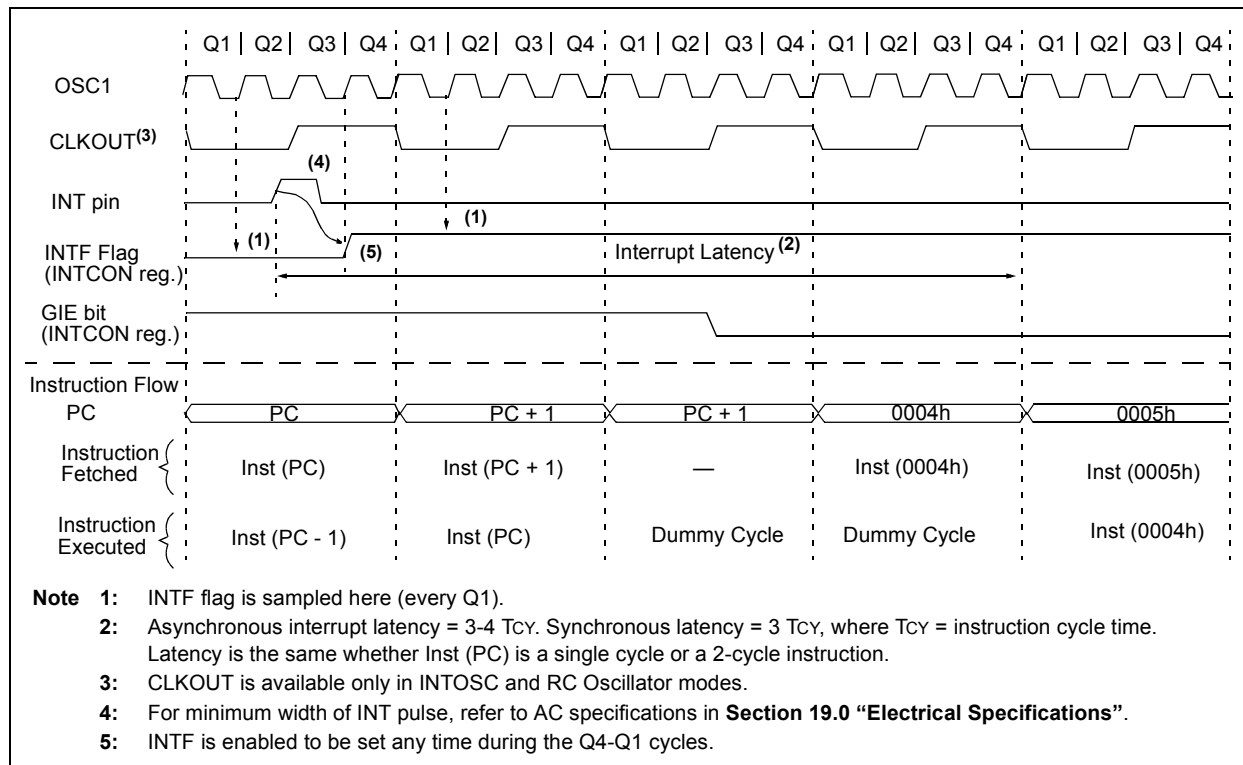 Q1 | Q2 | Q3 | Q4 Q1 | Q2 | Q3 | Q4 Q1 | Q2 | Q3 | Q4 Q1 | Q2 | Q3 | Q4 Q1 | Q2 | Q3 | Q4
OSC1
CLKOUT(3)
(4)
INT pin
(1)
(1)
(5)
INTF Flag
(INTCON reg.)
Interrupt Latency(2)
GIE bit
(INTCON reg.)
Instruction Flow
PC PC PC + 1 PC + 1 0004h 0005h
Instruction
Fetched
Inst (PC) Inst (PC + 1) — Inst (0004h) Inst (0005h)
Instruction
Executed
Inst (PC - 1) Inst (PC) Dummy Cycle Dummy Cycle Inst (0004h)
Note 1: INTF flag is sampled here (every Q1).
2: Asynchronous interrupt latency = 3-4 TCY. Synchronous latency = 3 TCY, where TCY = instruction cycle time.
Latency is the same whether Inst (PC) is a single cycle or a 2-cycle instruction.
3: CLKOUT is available only in INTOSC and RC Oscillator modes.
4: For minimum width of INT pulse, refer to AC specifications in Section 19.0 “Electrical Specifications”.
5: INTF is enabled to be set any time during the Q4-Q1 cycles.